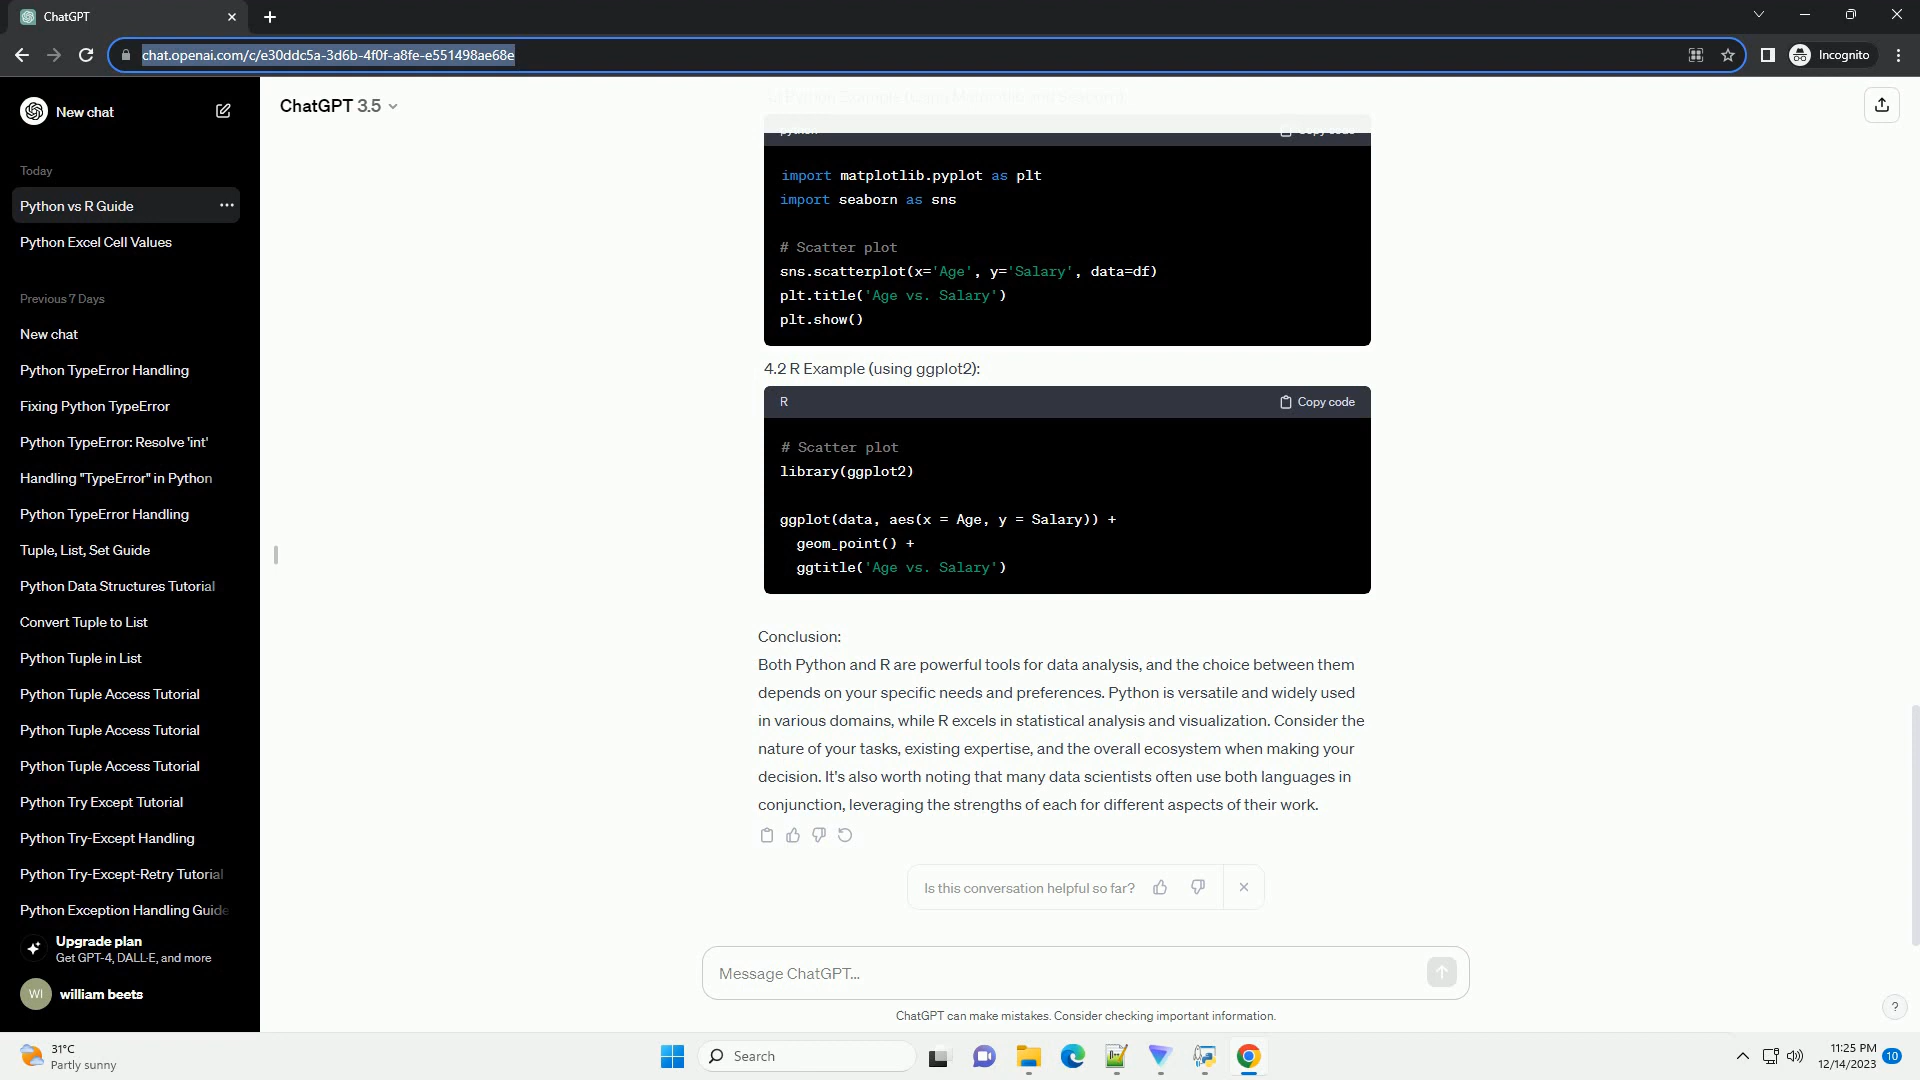 ChatGPT
chat.openai.com/c/e30ddc5a-3d6b-4f0f-a8fe-e551498ae68e
Incognito
New chat
Today
Python vs R Guide
Python Excel Cell Values
Previous 7 Days
New chat
Python TypeError Handling
Fixing Python TypeError
Python TypeError: Resolve 'int'
Handling "TypeError" in Python
Python TypeError Handling
Tuple, List, Set Guide
Python Data Structures Tutorial
Convert Tuple to List
Python Tuple in List
Python Tuple Access Tutorial
Python Tuple Access Tutorial
Python Tuple Access Tutorial
Python Try Except Tutorial
Python Try-Except Handling
Python Try-Except-Retry Tutorial
Python Exception Handling Guide
Upgrade plan
Get GPT-4, DALL·E, and more
WI
william beets
ChatGPT 3.5
import matplotlib.pyplot as plt
import seaborn as sns
# Scatter plot
sns.scatterplot(x='Age', y='Salary', data=df)
plt.title('Age vs. Salary')
plt.show()
4.2 R Example (using ggplot2):
R
Copy code
# Scatter plot
library(ggplot2)
ggplot(data, aes(x = Age, y = Salary)) +
geom_point() +
ggtitle('Age vs. Salary')
Conclusion:
Both Python and R are powerful tools for data analysis, and the choice between them
depends on your specific needs and preferences. Python is versatile and widely used
in various domains, while R excels in statistical analysis and visualization. Consider the
nature of your tasks, existing expertise, and the overall ecosystem when making your
decision. It's also worth noting that many data scientists often use both languages in
conjunction, leveraging the strengths of each for different aspects of their work.
Is this conversation helpful so far?
Message ChatGPT...
ChatGPT can make mistakes. Consider checking important information.
?
31°C
Partly sunny
Search
11:25 PM
12/14/2023
10